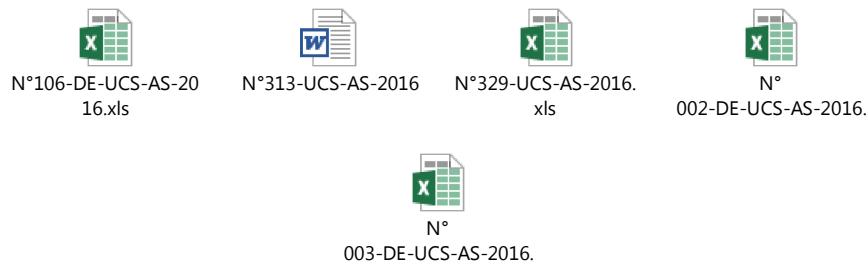 N°106-DE-UCS-AS-20
16.xls
N°313-UCS-AS-2016
N°329-UCS-AS-2016.
xls
N°
002-DE-UCS-AS-2016.
N°
003-DE-UCS-AS-2016.